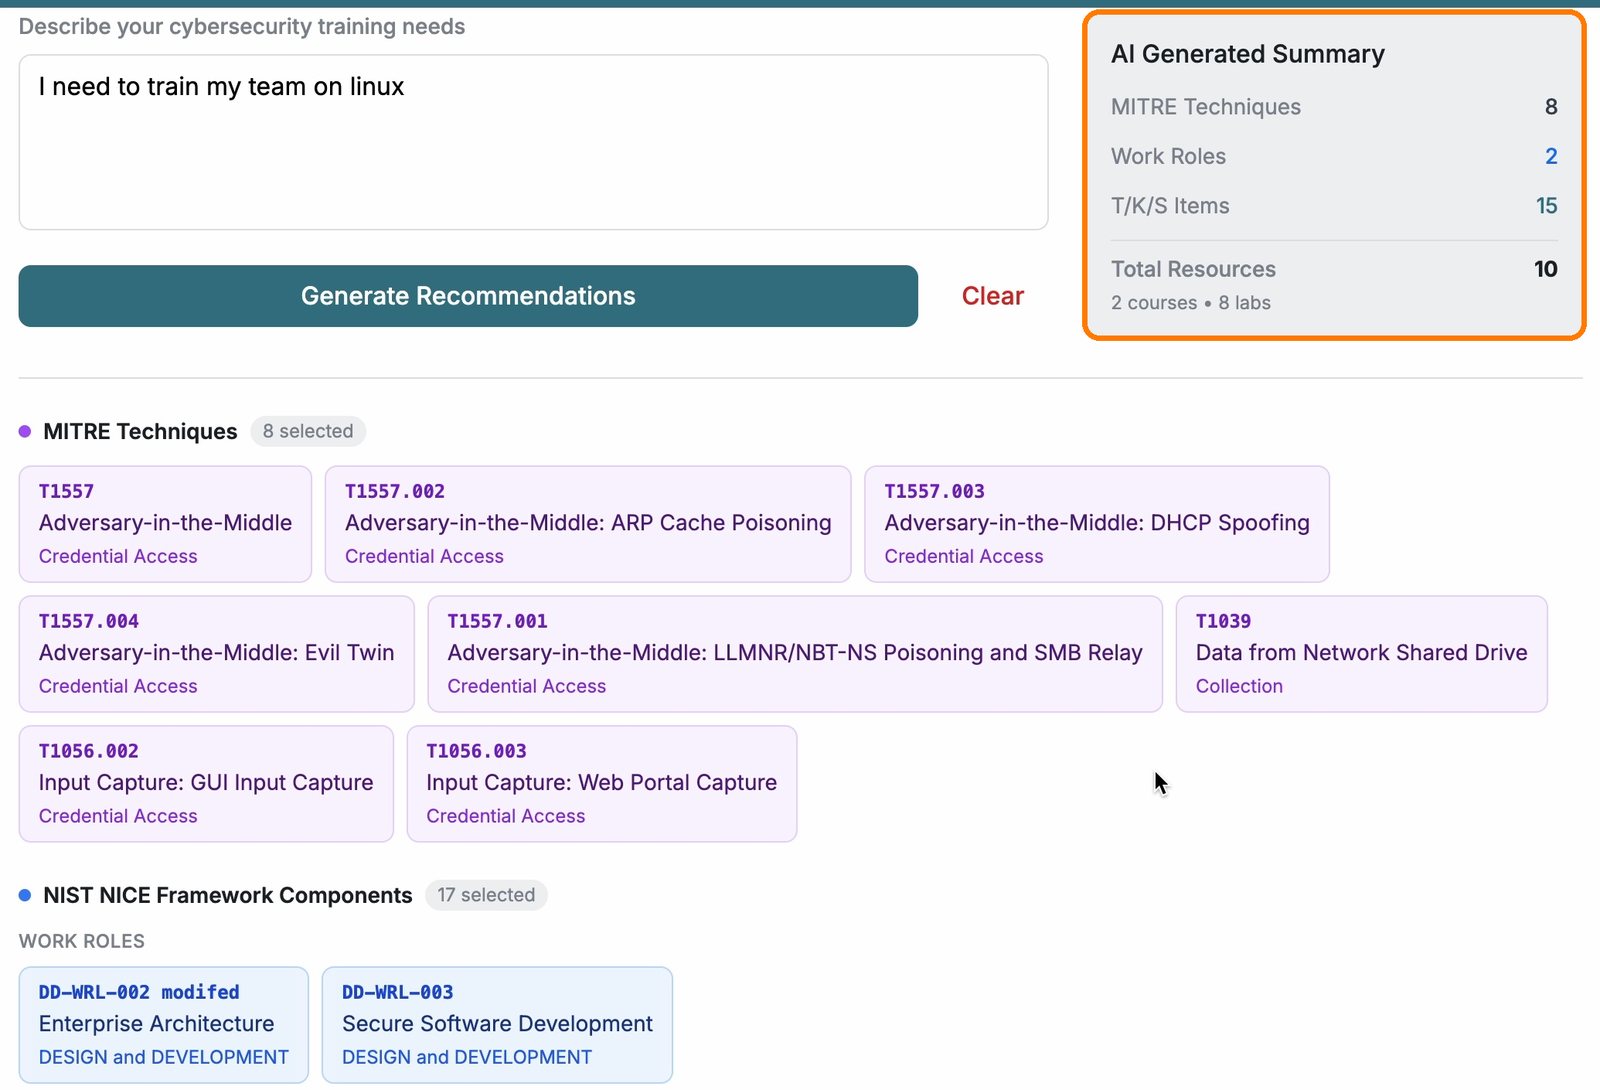 Describe your cybersecurity training needs
I need to train my team on linux
Generate Recommendations
Clear
AI Generated Summary
MITRE Techniques 8
Work Roles 2
T/K/S Items 15
Total Resources 10
2 courses • 8 labs
MITRE Techniques 8 selected
T1557
Adversary-in-the-Middle
Credential Access
T1557.002
Adversary-in-the-Middle: ARP Cache Poisoning
Credential Access
T1557.003
Adversary-in-the-Middle: DHCP Spoofing
Credential Access
T1557.004
Adversary-in-the-Middle: Evil Twin
Credential Access
T1557.001
Adversary-in-the-Middle: LLMNR/NBT-NS Poisoning and SMB Relay
Credential Access
T1039
Data from Network Shared Drive
Collection
T1056.002
Input Capture: GUI Input Capture
Credential Access
T1056.003
Input Capture: Web Portal Capture
Credential Access
NIST NICE Framework Components 17 selected
WORK ROLES
DD-WRL-002 modifed
Enterprise Architecture
DESIGN and DEVELOPMENT
DD-WRL-003
Secure Software Development
DESIGN and DEVELOPMENT